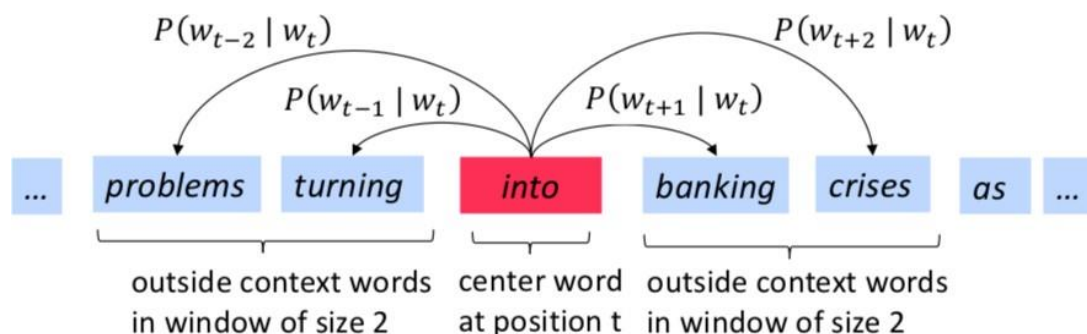 P(w_{t-2} | w_t) P(w_{t+2} | w_t)
P(w_{t-1} | w_t) P(w_{t+1} | w_t)
... problems turning into banking crises as ...
outside context words center word outside context words
in window of size 2 at position t in window of size 2